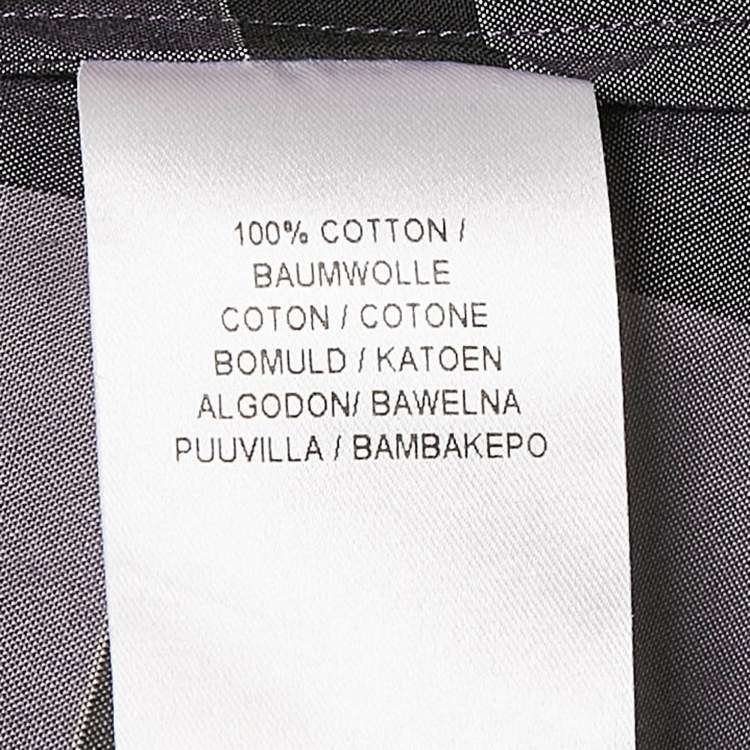 100% COTTON /
BAUMWOLLE
COTON / COTONE
BOMULD / KATOEN
ALGODON/ BAWELNA
PUUVILLA / BAMBAKEPO